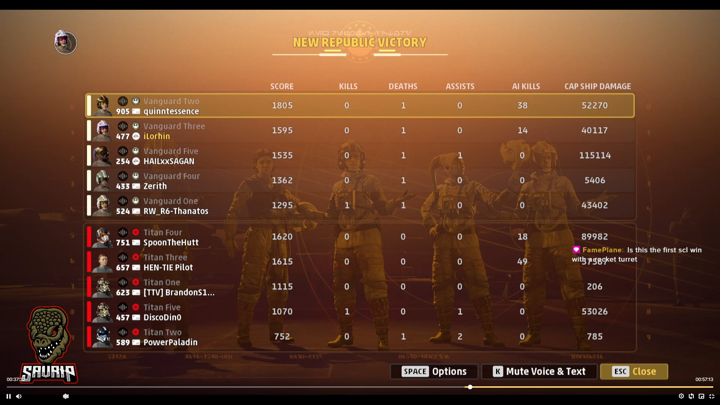 NEW REPUBLIC VICTORY
SCORE KILLS DEATHS ASSISTS AI KILLS CAP SHIP DAMAGE
Vanguard Two
905 quinntessence 1805 0 1 0 38 52270
Vanguard Three
477 iLorhin 1595 0 0 0 14 40117
Vanguard Five
254 HAILxxSAGAN 1535 0 1 1 0 115114
Vanguard Four
433 Zerith 1362 0 1 0 0 5406
Vanguard One
524 RW_R6-Thanatos 1295 1 1 0 0 43402
Titan Four
751 SpoonTheHutt 1620 0 0 0 18 89982
Titan Three
657 HEN-TIE Pilot 1615 0 0 0 49
Titan One
623 [TTV] BrandonS1... 1115 0 0 0 0 206
Titan Five
457 DiscoDin0 1070 1 0 1 0 53026
Titan Two
589 PowerPaladin 752 0 1 2 0 785
FamePlane: Is this the first scl win
with a rocket turret
SAURIA
SPACE Options K Mute Voice & Text ESC Close
00:57:13